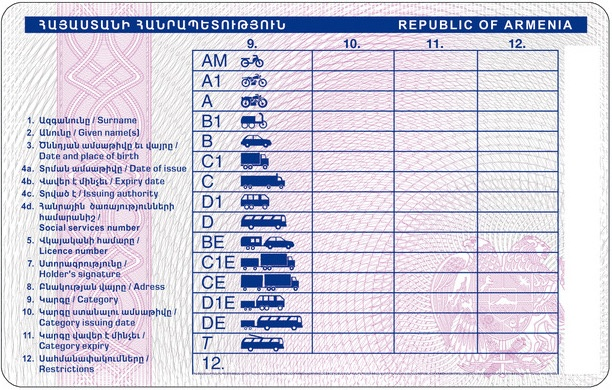 ՀԱՅԱՍՏԱՆԻ ՀԱՆՐԱՊԵՏՈՒԹՅՈՒՆ REPUBLIC OF ARMENIA
9. 10. 11. 12.
AM
A1
A
B1
B
C1
C
D1
D
BE
C1E
CE
D1E
DE
T
12.
1. Ազգանունը / Surname
2. Անունը / Given name(s)
3. Ծննդյան ամսաթիվը եւ վայրը /
Date and place of birth
4a. Տրման ամսաթիվը / Date of issue
4b. Վավեր է մինչեւ / Expiry date
4c. Տրված է / Issuing authority
4d. Հանրային ծառայությունների
համարանիշ /
Social services number
5. Վկայականի համարը /
Licence number
7. Ստորագրությունը /
Holder's signature
8. Բնակության վայրը / Adress
9. Կարգը / Category
10. Կարգը ստանալու ամսաթիվը /
Category issuing date
11. Կարգը վավեր է մինչեւ /
Category expiry
12. Սահմանափակումները /
Restrictions